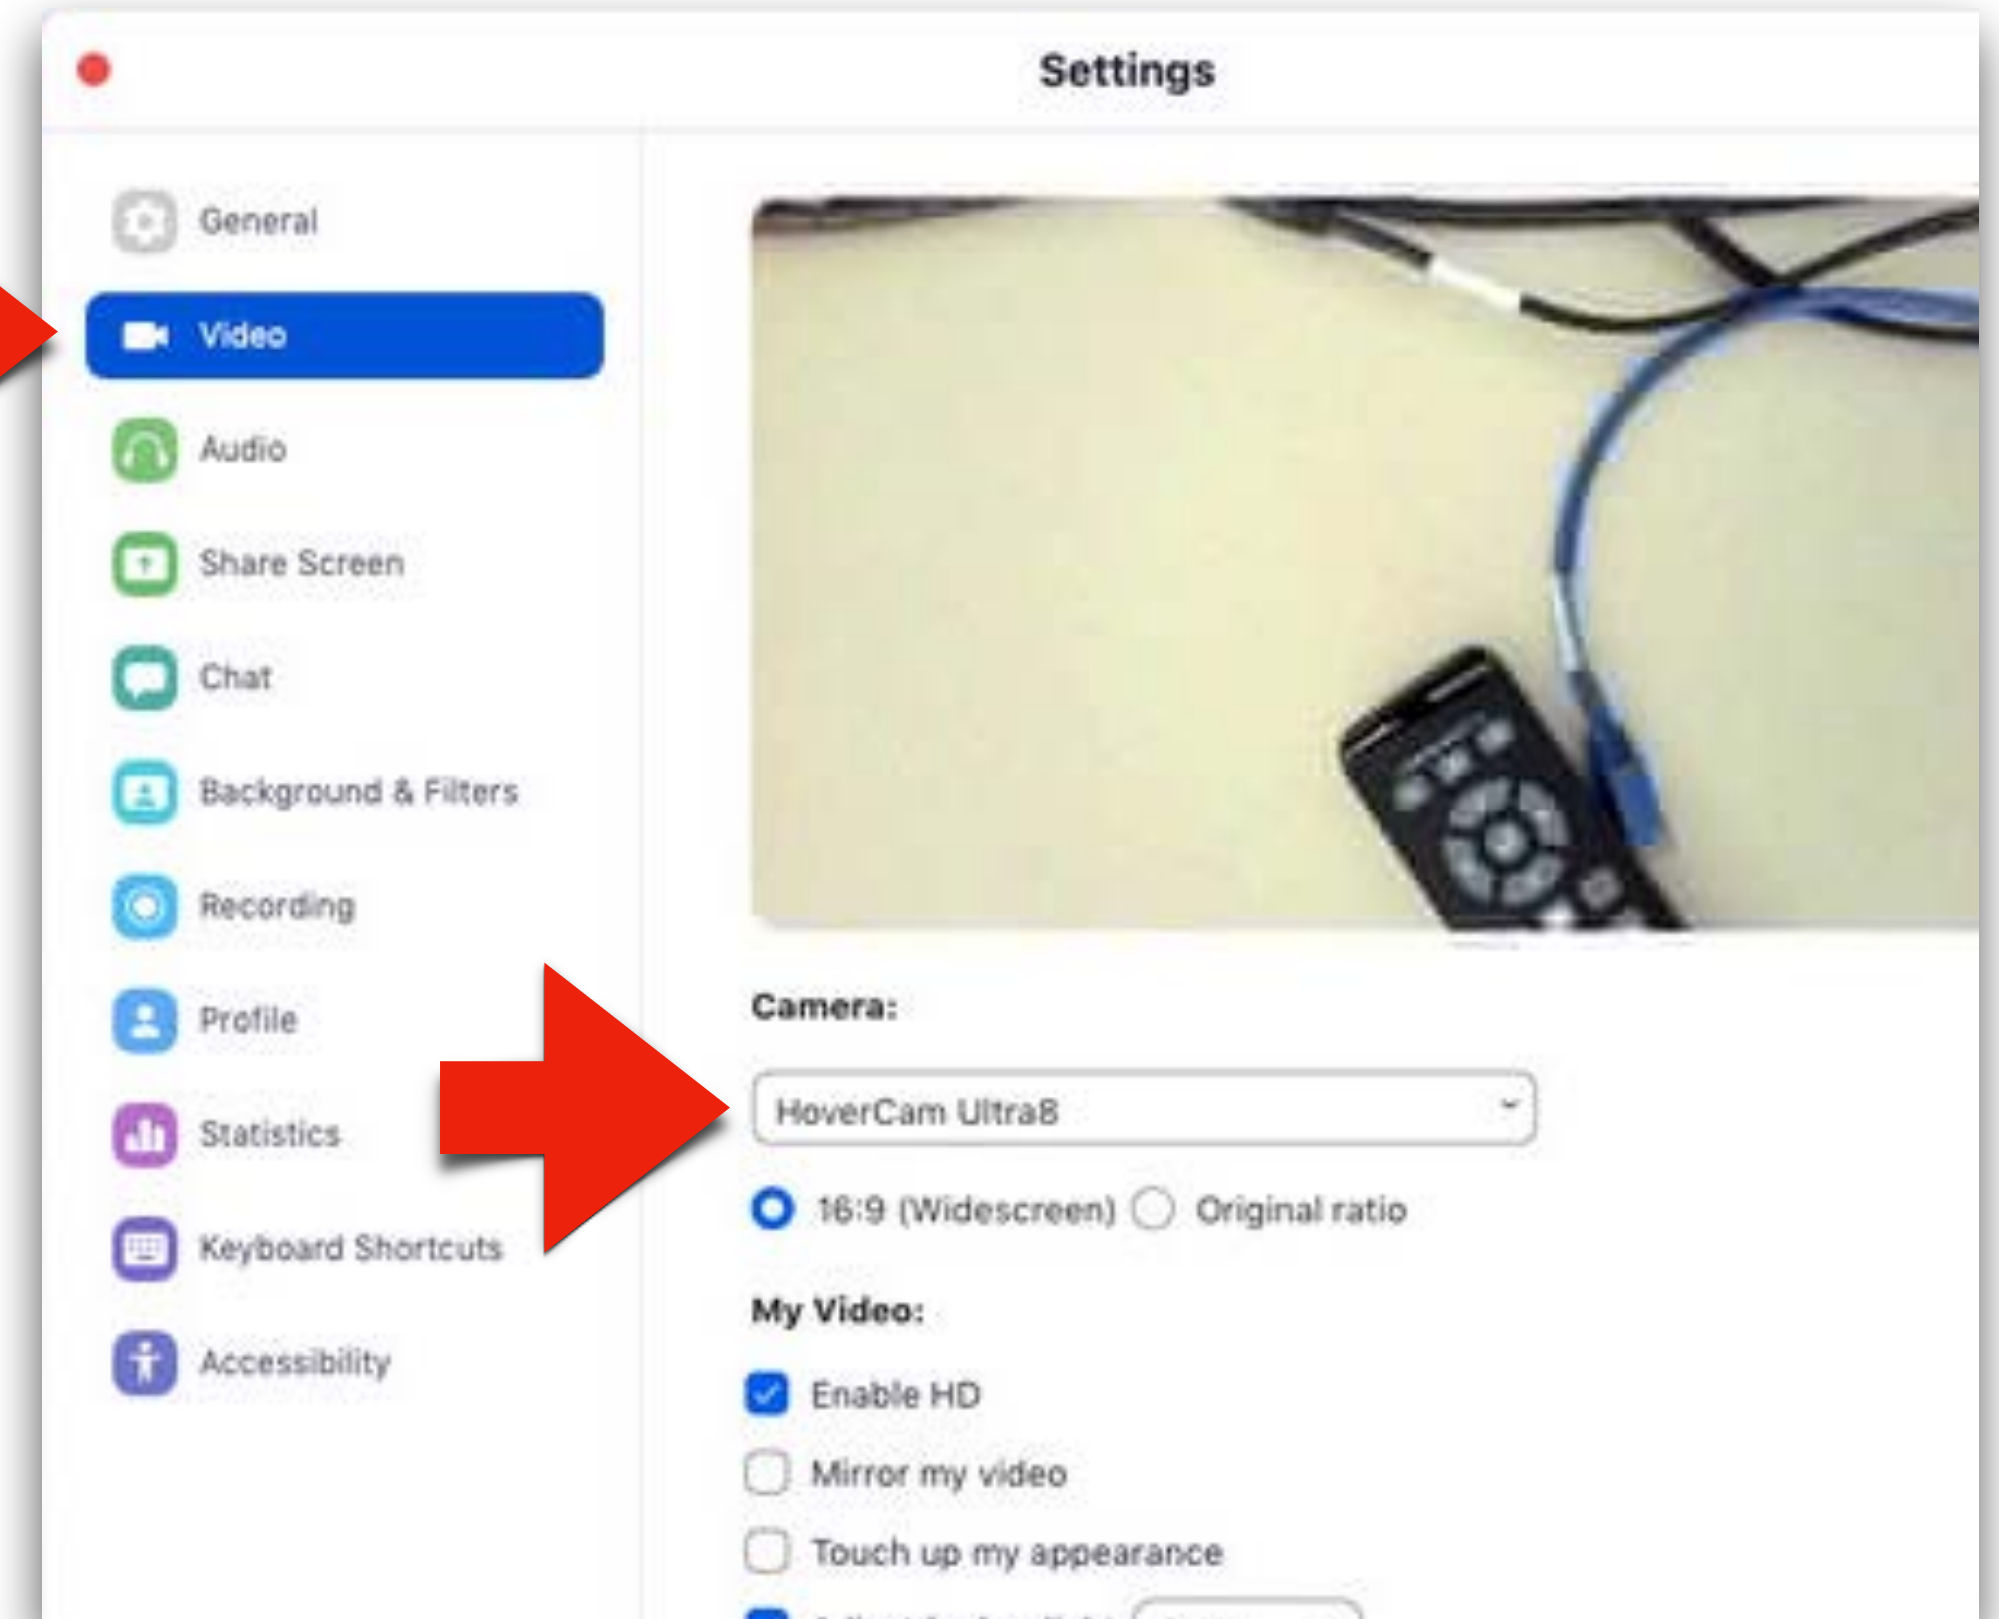 Settings
General
Video
Audio
Share Screen
Chat
Background & Filters
Recording
Profile
Statistics
Keyboard Shortcuts
Accessibility
Camera:
HoverCam Ultra8
16:9 (Widescreen) Original ratio
My Video:
Enable HD
Mirror my video
Touch up my appearance